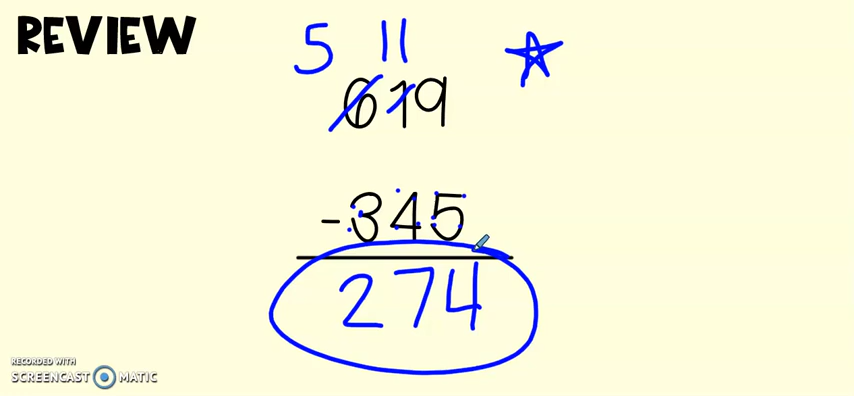 REVIEW
5 11
619
-345
274
RECORDED WITH
SCREENCAST MATIC